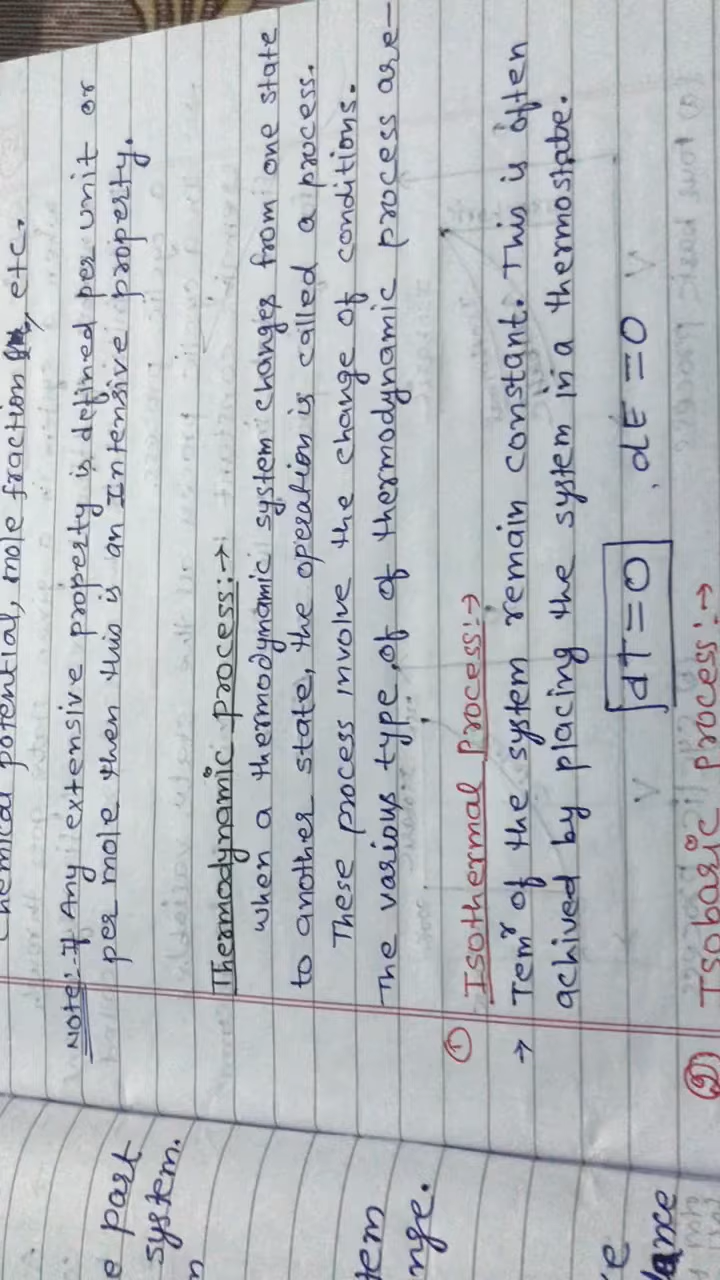 chemical potential, mole fraction, etc.
Note:- If Any extensive property is defined per unit or
per mole then this is an Intensive property.
Thermodynamic process:→
When a thermodynamic system changes from one state
to another state, the operation is called a process.
These process involve the change of conditions.
The various type of of thermodynamic process are-
① Isothermal process:→
→ Temr of the system remain constant. This is often
achived by placing the system in a thermostate.
dT=0, dE=0
② Isobaric process:→
e part
system.
nge.